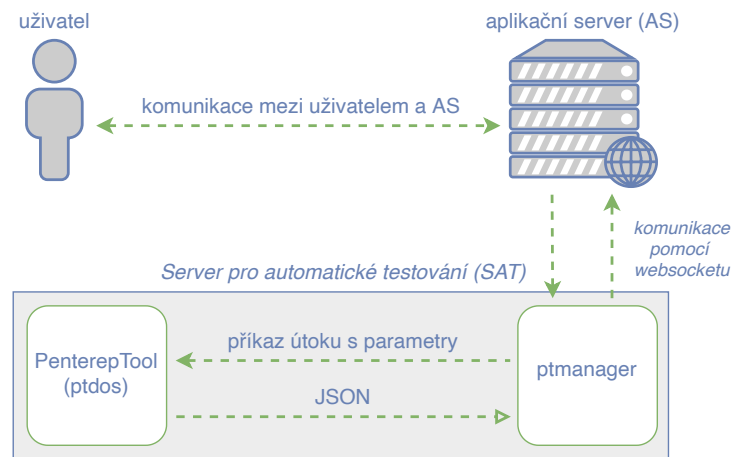 uživatel
aplikační server (AS)
komunikace mezi uživatelem a AS
komunikace
pomocí
websocketu
Server pro automatické testování (SAT)
PenterepTool
(ptdos)
příkaz útoku s parametry
JSON
ptmanager